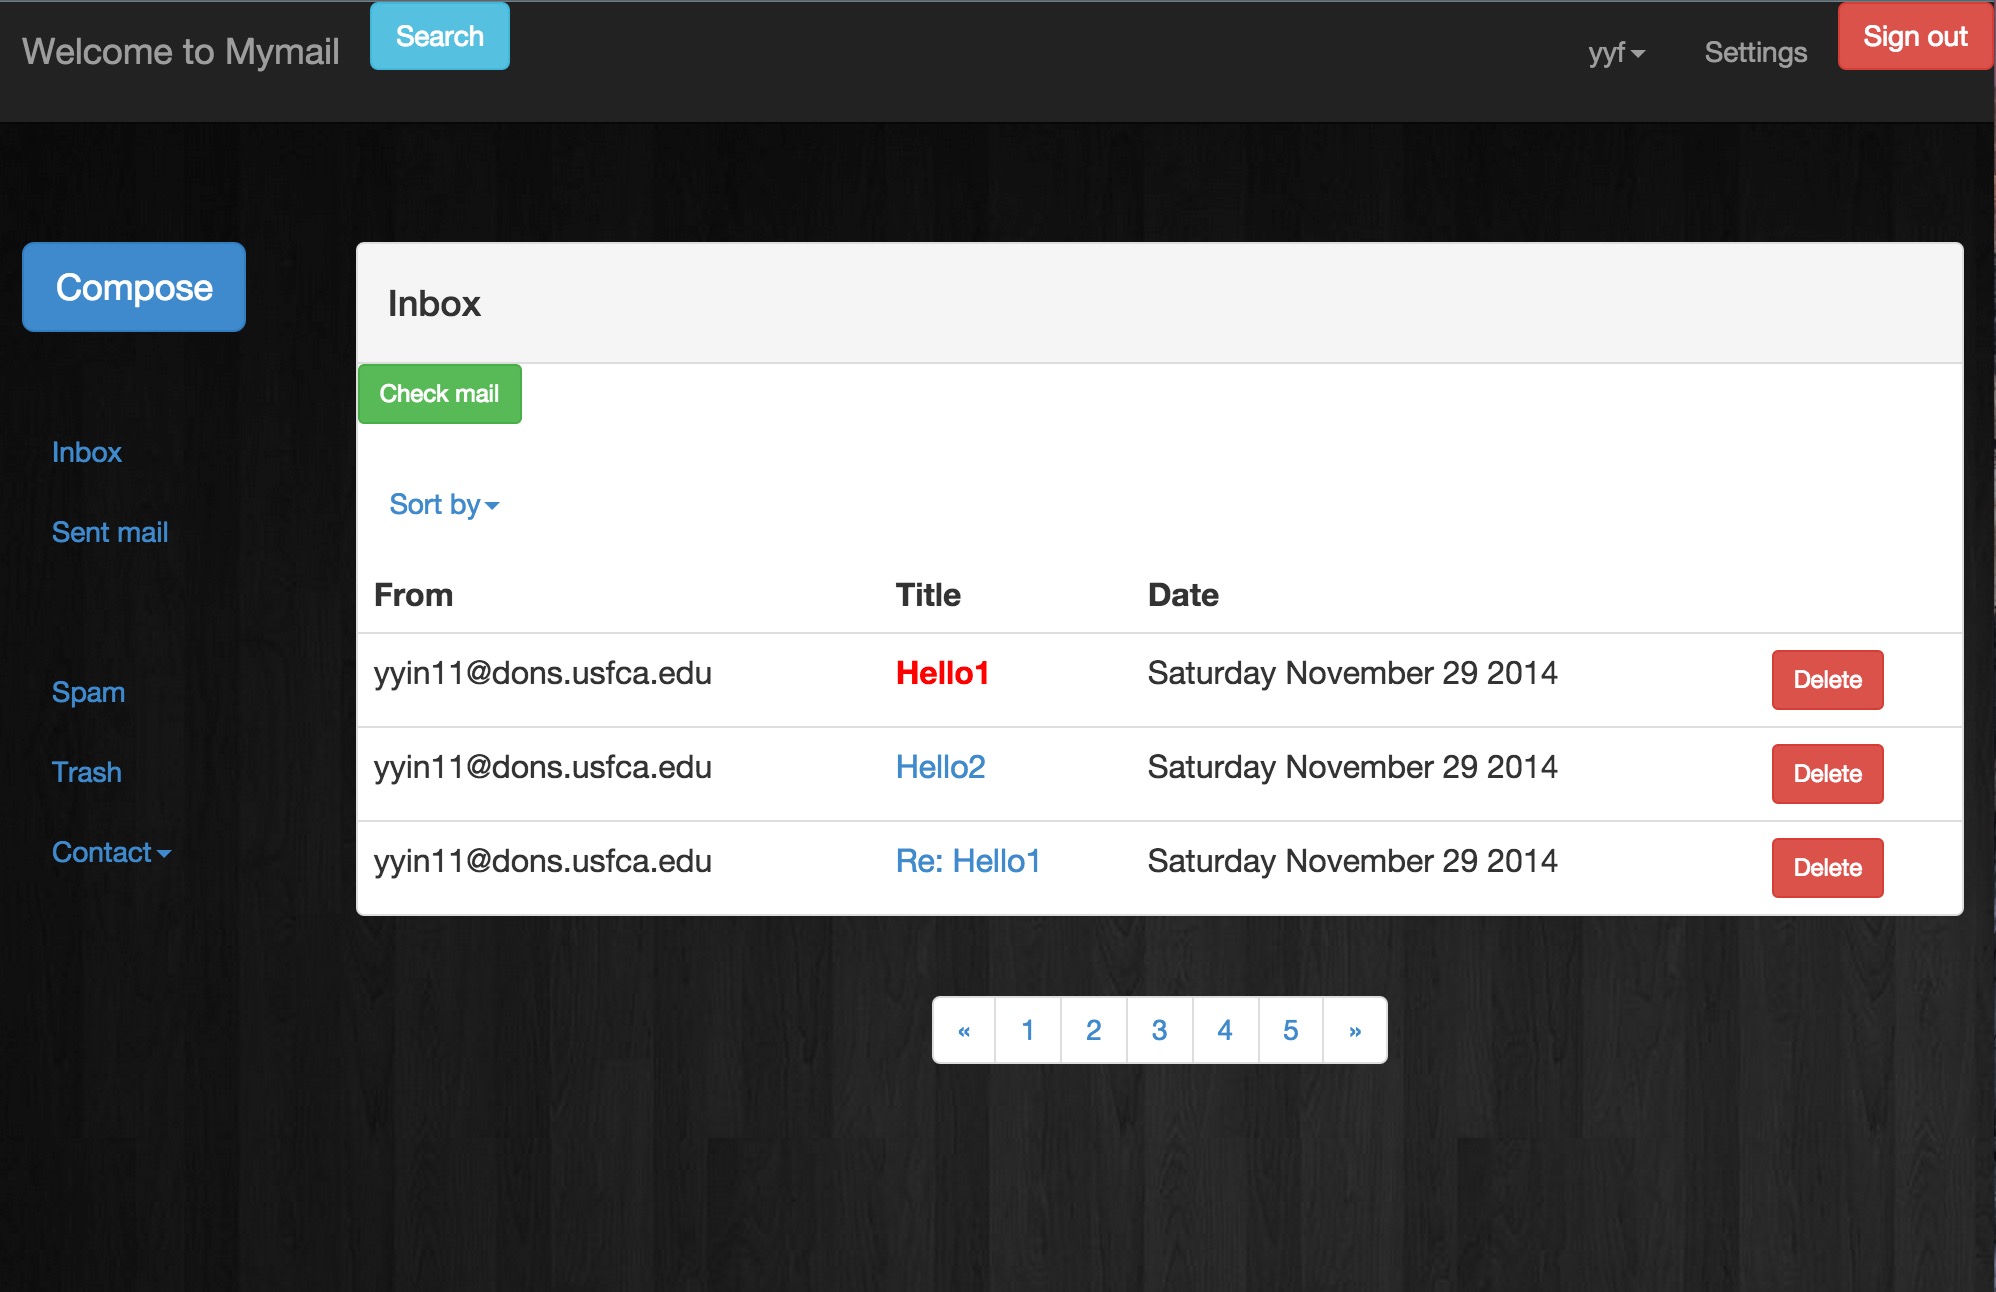 Welcome to Mymail Search yyf Settings Sign out
Compose
Inbox
Sent mail
Spam
Trash
Contact
Inbox
Check mail
Sort by
From Title Date
yyin11@dons.usfca.edu Hello1 Saturday November 29 2014 Delete
yyin11@dons.usfca.edu Hello2 Saturday November 29 2014 Delete
yyin11@dons.usfca.edu Re: Hello1 Saturday November 29 2014 Delete
« 1 2 3 4 5 »